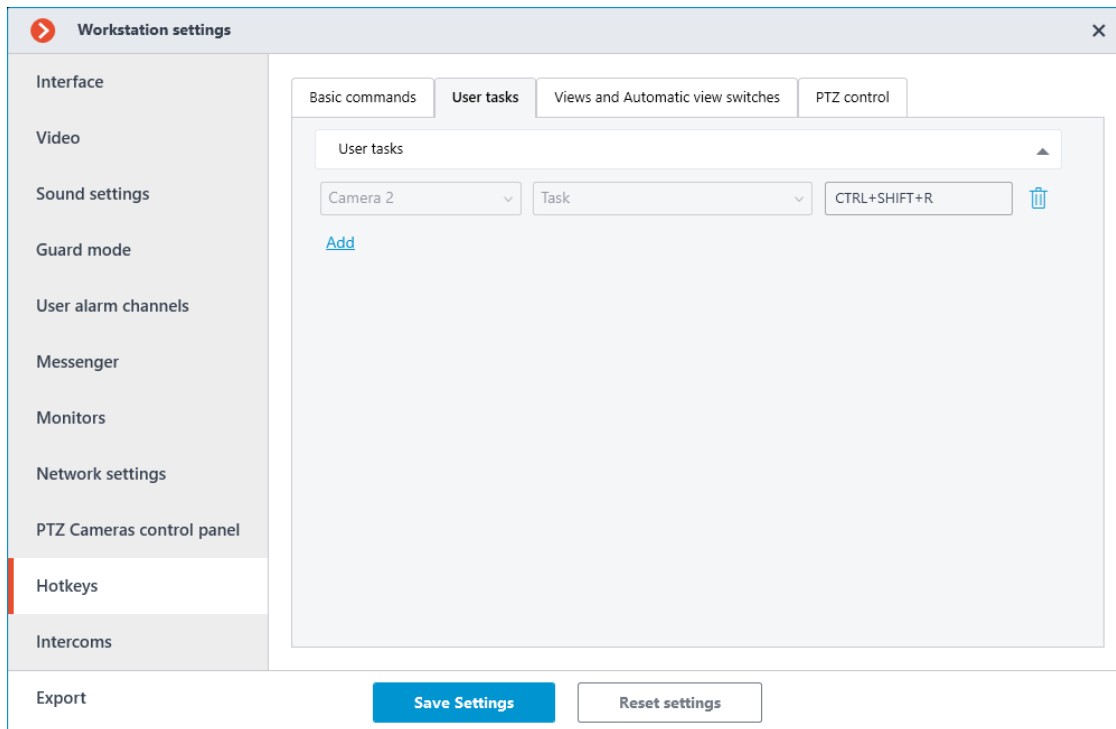 Workstation settings
Interface
Video
Sound settings
Guard mode
User alarm channels
Messenger
Monitors
Network settings
PTZ Cameras control panel
Hotkeys
Intercoms
Export
Basic commands
User tasks
Views and Automatic view switches
PTZ control
User tasks
Camera 2
Task
CTRL+SHIFT+R
Add
Save Settings
Reset settings